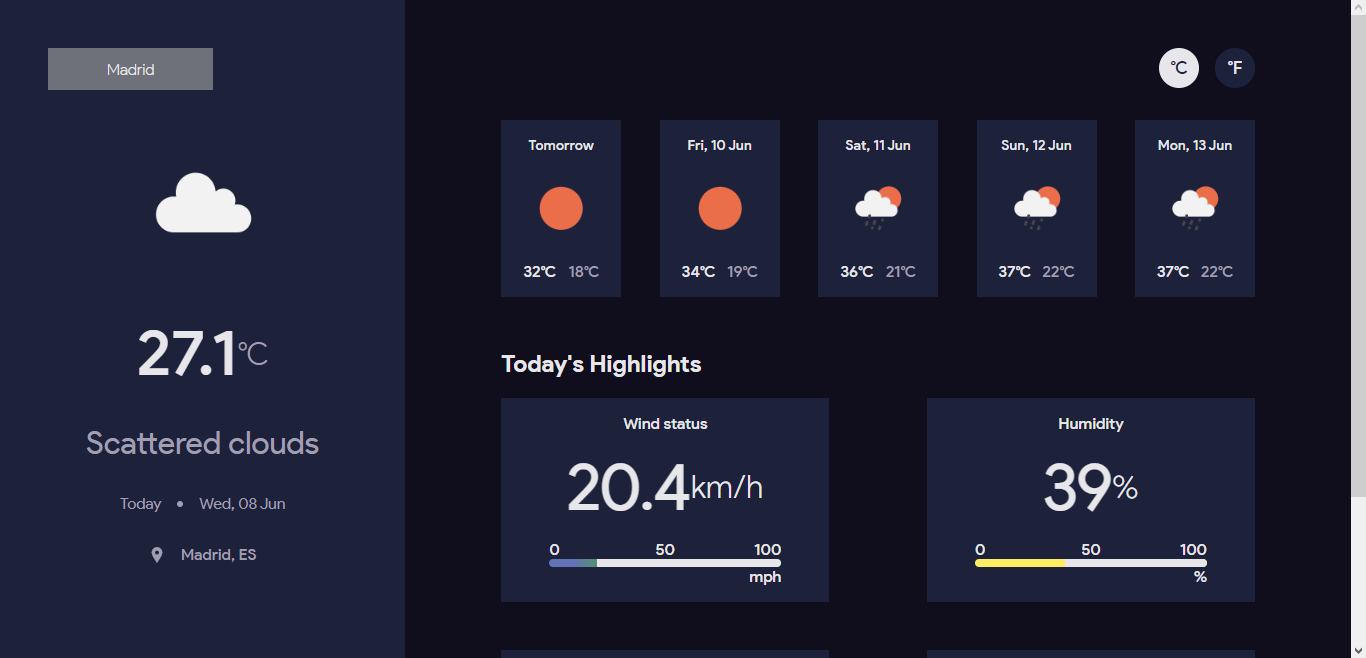 Madrid
27.1°C
Scattered clouds
Today • Wed, 08 Jun
Madrid, ES
°C °F
Tomorrow
32°C 18°C
Fri, 10 Jun
34°C 19°C
Sat, 11 Jun
36°C 21°C
Sun, 12 Jun
37°C 22°C
Mon, 13 Jun
37°C 22°C
Today's Highlights
Wind status
20.4km/h
0 50 100
mph
Humidity
39%
0 50 100
%